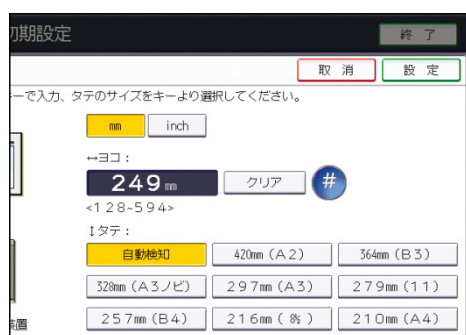 初期設定
終 了
取 消 設 定
ーで入力、タテのサイズをキーより選択してください。
mm inch
↔ヨコ:
249mm クリア #
<128~594>
↕タテ:
自動検知 420mm (A2) 364mm (B3)
328mm (A3ノビ) 297mm (A3) 279mm (11)
257mm (B4) 216mm ( 8½ ) 210mm (A4)
装置